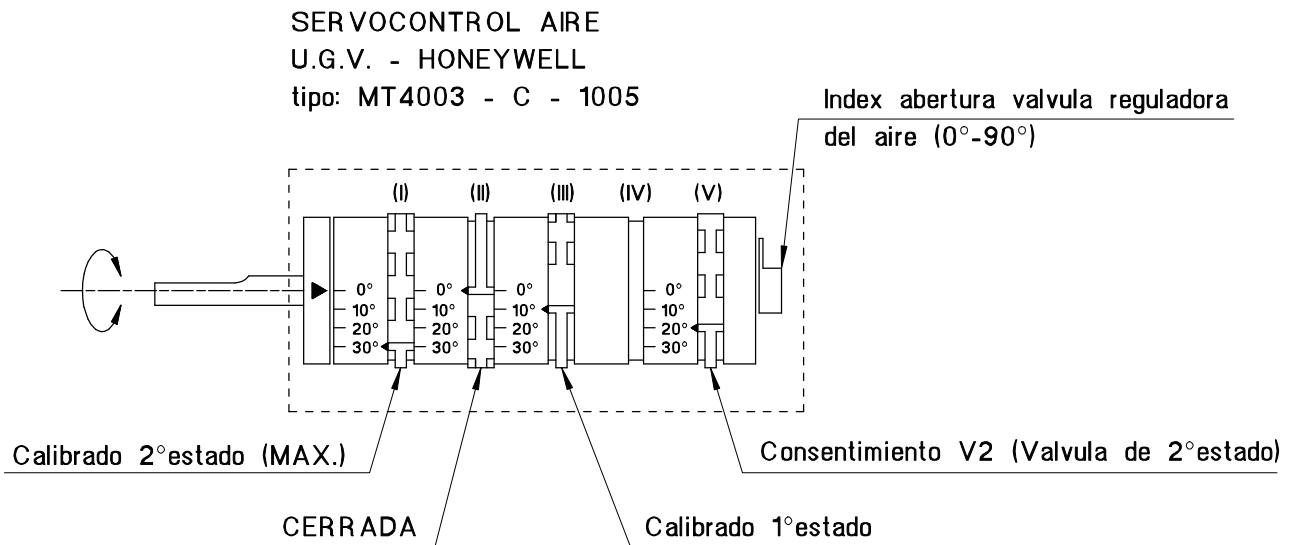 SERVOCONTROL AIRE
U.G.V. - HONEYWELL
tipo: MT4003 - C - 1005
Index abertura valvula reguladora
del aire (0°-90°)
(I) (II) (III) (IV) (V)
0° 0° 0° 0°
10° 10° 10° 10°
20° 20° 20° 20°
30° 30° 30° 30°
Calibrado 2°estado (MAX.)
Consentimiento V2 (Valvula de 2°estado)
CERRADA
Calibrado 1°estado